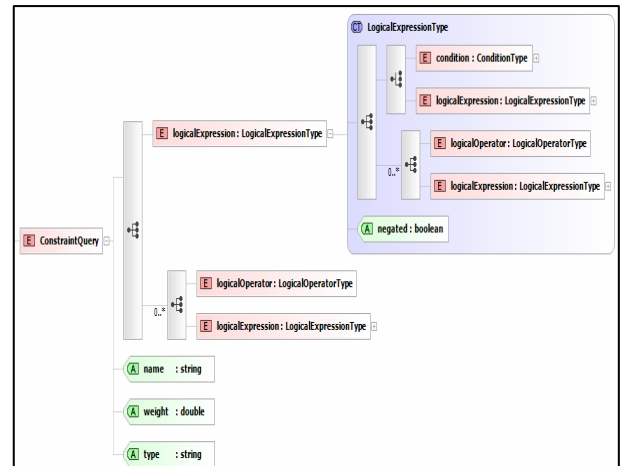 CT LogicalExpressionType
E condition : ConditionType
E logicalExpression : LogicalExpressionType
E logicalExpression : LogicalExpressionType
E logicalOperator : LogicalOperatorType
0..*
E logicalExpression : LogicalExpressionType
A negated : boolean
E ConstraintQuery
E logicalOperator : LogicalOperatorType
0..*
E logicalExpression : LogicalExpressionType
A name : string
A weight : double
A type : string